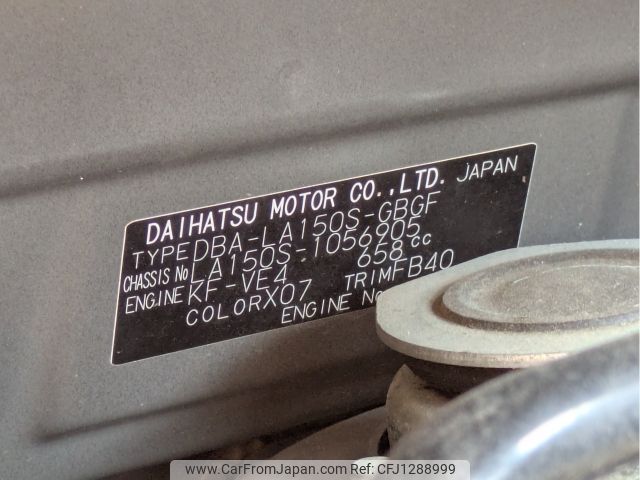 DAIHATSU MOTOR CO.,LTD. JAPAN
TYPE DBA-LA150S-GBGF
CHASSIS No LA150S-1056905
ENGINE KF-VE4 658cc
COLOR X07 TRIM FB40
ENGINE No
www.CarFromJapan.com CFJ1288999